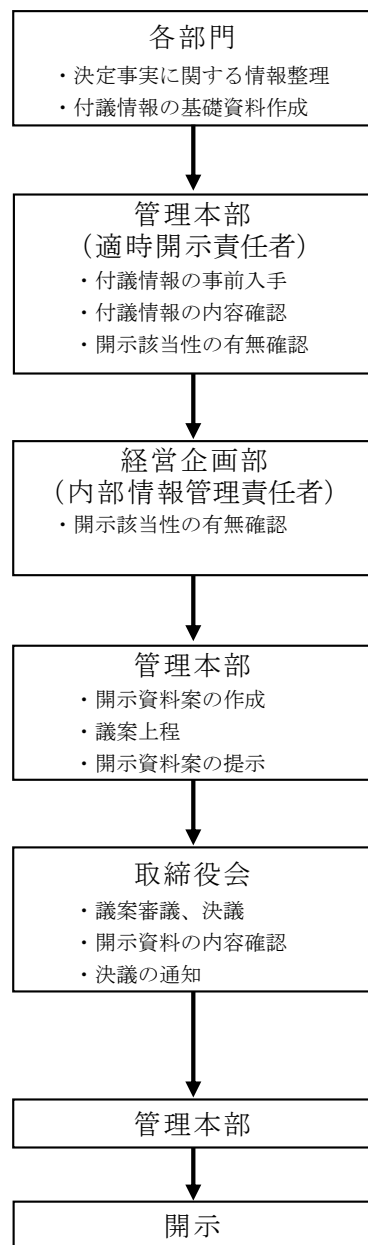 各部門
・決定事実に関する情報整理
・付議情報の基礎資料作成
管理本部
(適時開示責任者)
・付議情報の事前入手
・付議情報の内容確認
・開示該当性の有無確認
経営企画部
(内部情報管理責任者)
・開示該当性の有無確認
管理本部
・開示資料案の作成
・議案上程
・開示資料案の提示
取締役会
・議案審議、決議
・開示資料の内容確認
・決議の通知
管理本部
開示